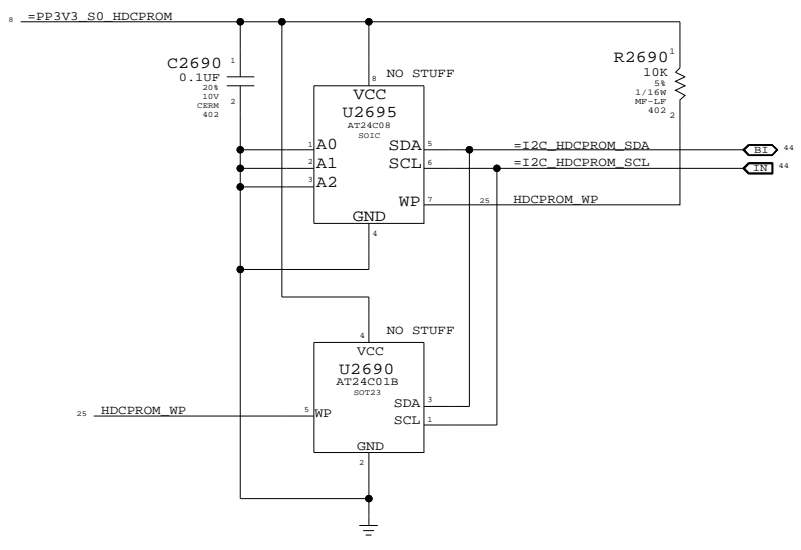 8 =PP3V3_S0_HDCPROM
C2690 1
0.1UF
20%
10V
CERM
402
2
NO STUFF
8
VCC
U2695
AT24C08
SOIC
1 A0
2 A1
3 A2
SDA 5
SCL 6
WP 7
GND
4
R2690 1
10K
5%
1/16W
MF-LF
402
2
=I2C_HDCPROM_SDA
BI 44
=I2C_HDCPROM_SCL
IN 44
25 HDCPROM_WP
NO STUFF
4
VCC
U2690
AT24C01B
SOT23
25 HDCPROM_WP
5 WP
SDA 3
SCL 1
GND
2